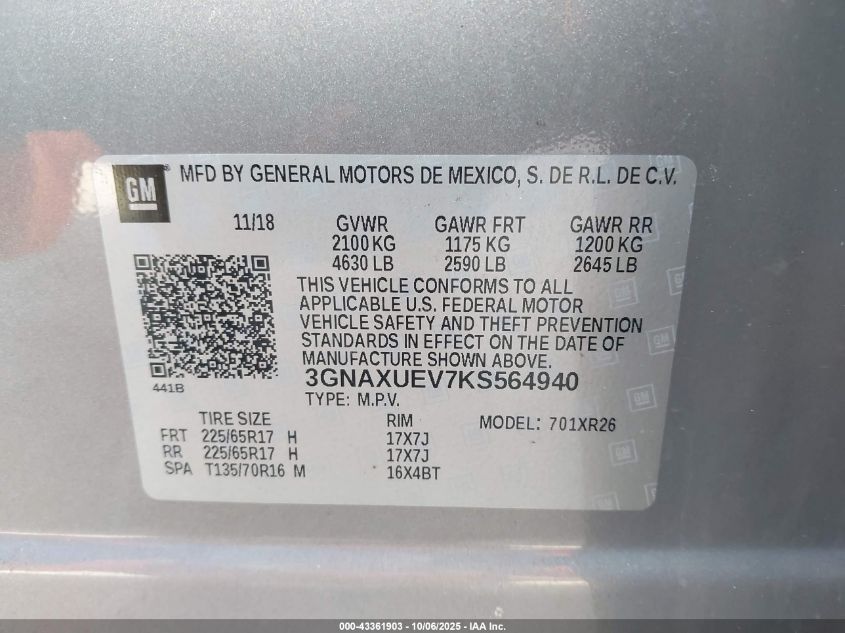 GM ® MFD BY GENERAL MOTORS DE MEXICO, S. DE R.L. DE C.V.
11/18 GVWR GAWR FRT GAWR RR
2100 KG 1175 KG 1200 KG
4630 LB 2590 LB 2645 LB
THIS VEHICLE CONFORMS TO ALL
APPLICABLE U.S. FEDERAL MOTOR
VEHICLE SAFETY AND THEFT PREVENTION
STANDARDS IN EFFECT ON THE DATE OF
MANUFACTURE SHOWN ABOVE.
441B
3GNAXUEV7KS564940
TYPE: M.P.V.
TIRE SIZE RIM MODEL: 701XR26
FRT 225/65R17 H 17X7J
RR 225/65R17 H 17X7J
SPA T135/70R16 M 16X4BT
000-43361903 - 10/06/2025 - IAA Inc.